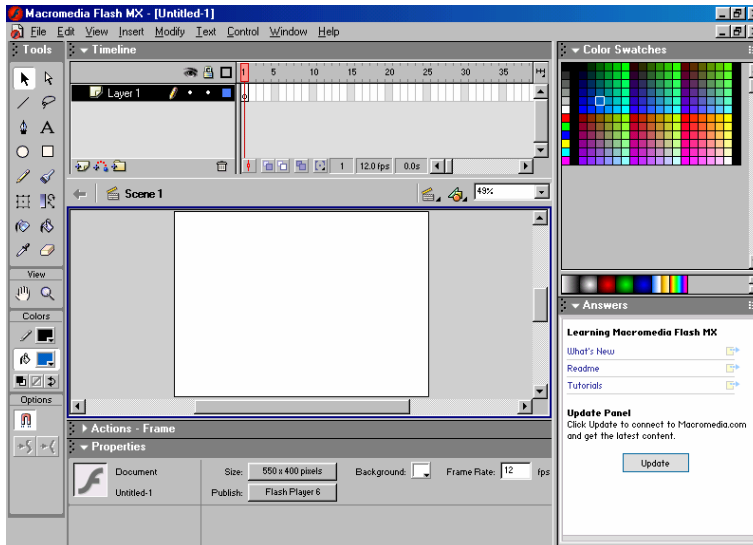 Macromedia Flash MX - [Untitled-1]
File Edit View Insert Modify Text Control Window Help
Tools
Timeline
1 5 10 15 20 25 30 35
Layer 1
1 12.0 fps 0.0s
Scene 1
49%
View
Colors
Options
Color Swatches
Answers
Learning Macromedia Flash MX
What's New
Readme
Tutorials
Update Panel
Click Update to connect to Macromedia.com
and get the latest content.
Update
Actions - Frame
Properties
Document
Size: 550 x 400 pixels
Background:
Frame Rate: 12 fps
Untitled-1
Publish: Flash Player 6